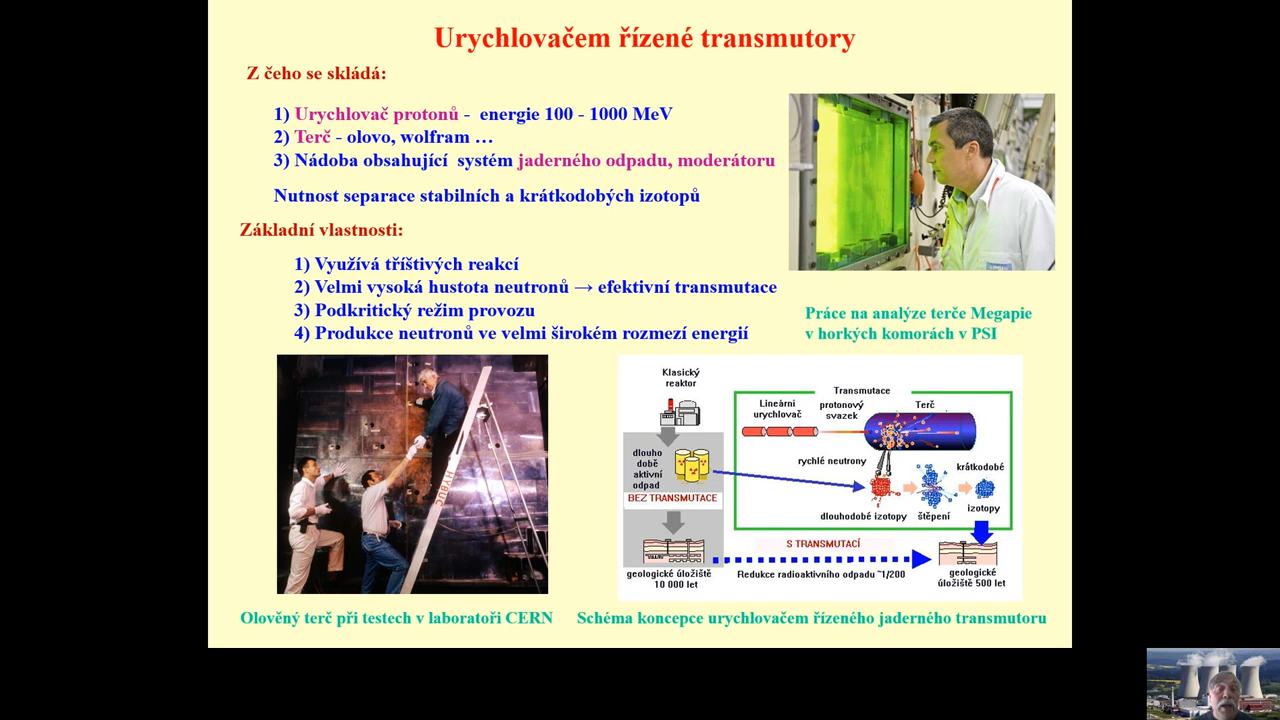 Urychlovačem řízené transmutory
Z čeho se skládá:
1) Urychlovač protonů - energie 100 - 1000 MeV
2) Terč - olovo, wolfram …
3) Nádoba obsahující systém jaderného odpadu, moderátoru
Nutnost separace stabilních a krátkodobých izotopů
Základní vlastnosti:
1) Využívá tříštivých reakcí
2) Velmi vysoká hustota neutronů → efektivní transmutace
3) Podkritický režim provozu
4) Produkce neutronů ve velmi širokém rozmezí energií
Práce na analýze terče Megapie
v horkých komorách v PSI
Klasický
reaktor
dlouho
době
aktivní
odpad
BEZ TRANSMUTACE
geologické úložiště
10 000 let
Transmutace
Lineární
urychlovač
protonový
svazek
Terč
rychlé neutrony
krátkodobé
dlouhodobé izotopy
štěpení
izotopy
S TRANSMUTACÍ
Redukce radioaktivního odpadu ~1/200
geologické
úložiště 500 let
Olověný terč při testech v laboratoři CERN
Schéma koncepce urychlovačem řízeného jaderného transmutoru